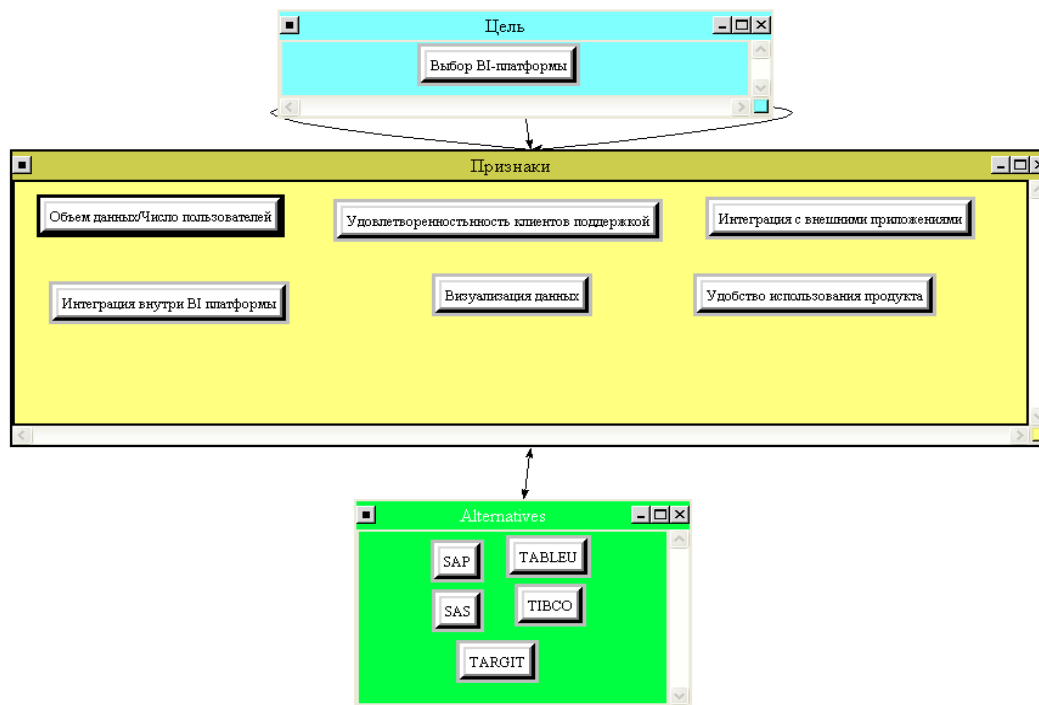 Цель
Выбор BI-платформы
Признаки
Объем данных/Число пользователей
Удовлетворенностьнность клиентов поддержкой
Интеграция с внешними приложениями
Интеграция внутри BI платформы
Визуализация данных
Удобство использования продукта
Alternatives
SAP
TABLEU
SAS
TIBCO
TARGIT